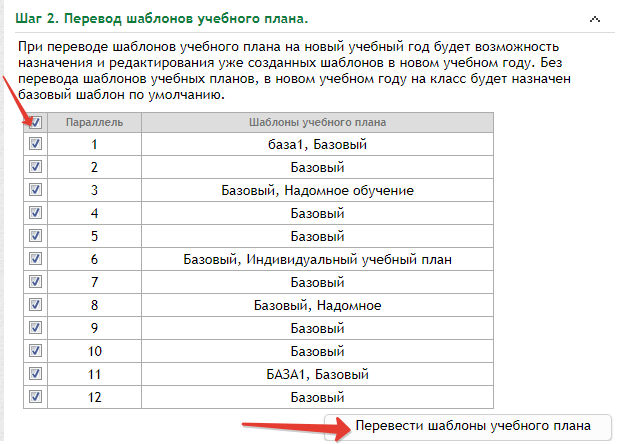 Шаг 2. Перевод шаблонов учебного плана.
При переводе шаблонов учебного плана на новый учебный год будет возможность
назначения и редактирования уже созданных шаблонов в новом учебном году. Без
перевода шаблонов учебных планов, в новом учебном году на класс будет назначен
базовый шаблон по умолчанию.
Параллель Шаблоны учебного плана
1 база1, Базовый
2 Базовый
3 Базовый, Надомное обучение
4 Базовый
5 Базовый
6 Базовый, Индивидуальный учебный план
7 Базовый
8 Базовый, Надомное
9 Базовый
10 Базовый
11 БАЗА1, Базовый
12 Базовый
Перевести шаблоны учебного плана